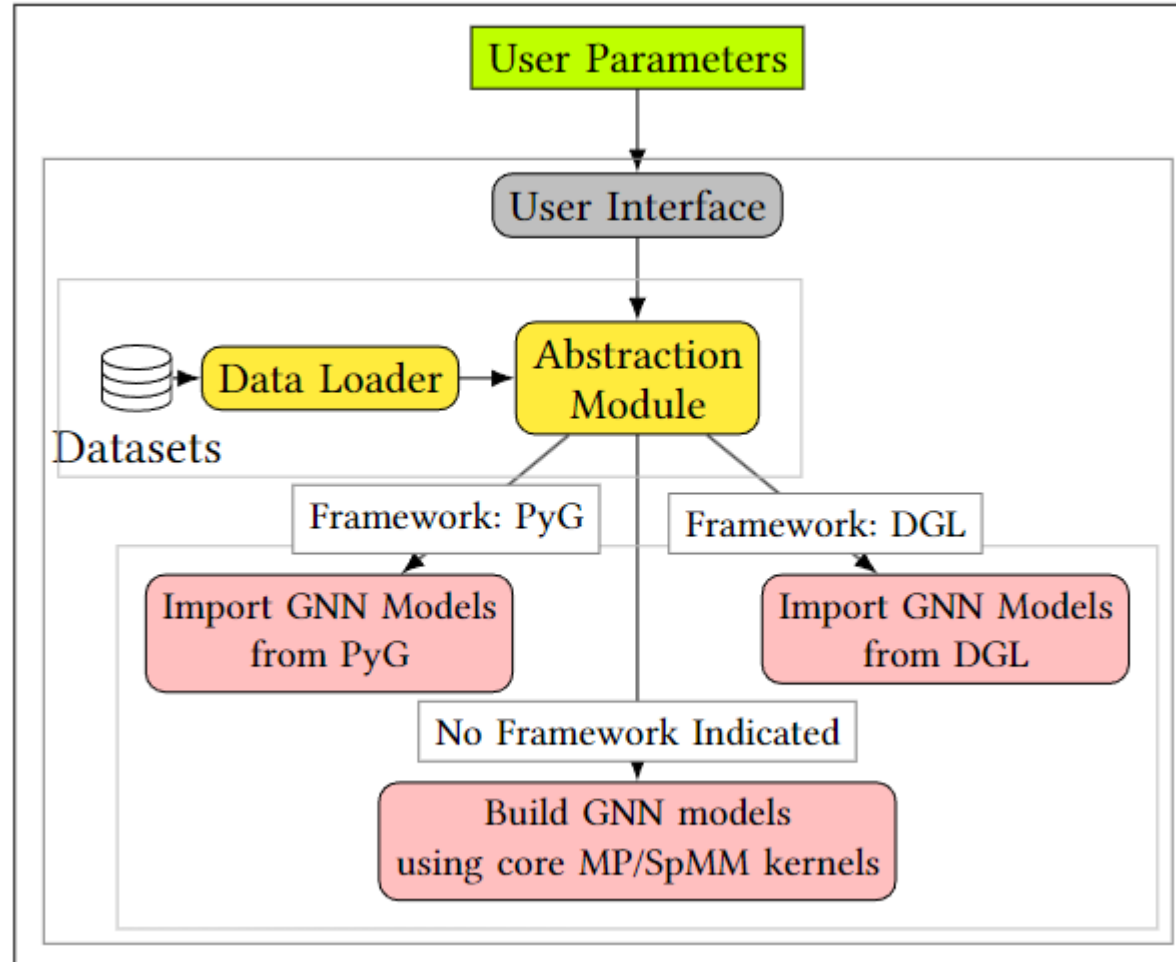 User Parameters
User Interface
Abstraction
Module
Data Loader
Datasets
Framework: PyG
Framework: DGL
Import GNN Models
from PyG
Import GNN Models
from DGL
No Framework Indicated
Build GNN models
using core MP/SpMM kernels